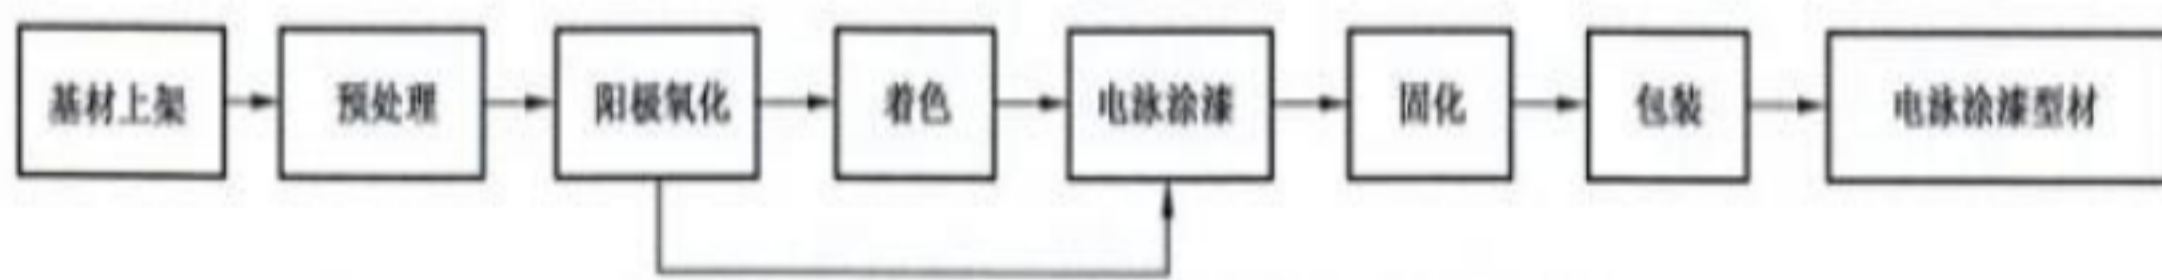 基材上架
预处理
阳极氧化
着色
电泳涂漆
固化
包装
电泳涂漆型材